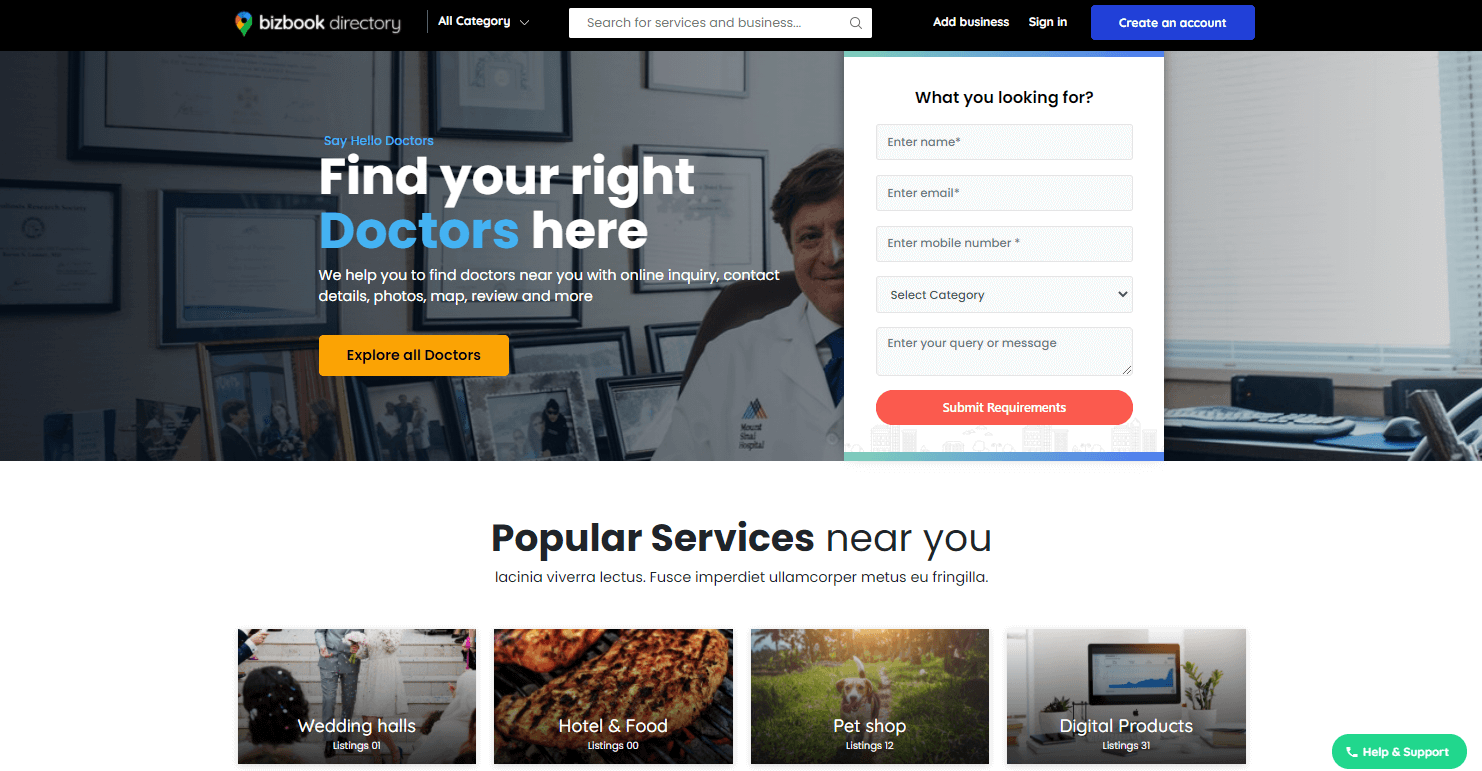 bizbook directory
All Category
Search for services and business...
Add business
Sign in
Create an account
Say Hello Doctors
Find your right
Doctors here
We help you to find doctors near you with online inquiry, contact
details, photos, map, review and more
Explore all Doctors
Mount
Sinai
Hospital
What you looking for?
Enter name*
Enter email*
Enter mobile number *
Select Category
Enter your query or message
Submit Requirements
Popular Services near you
lacinia viverra lectus. Fusce imperdiet ullamcorper metus eu fringilla.
Wedding halls
Listings 01
Hotel & Food
Listings 00
Pet shop
Listings 12
Digital Products
Listings 31
Help & Support